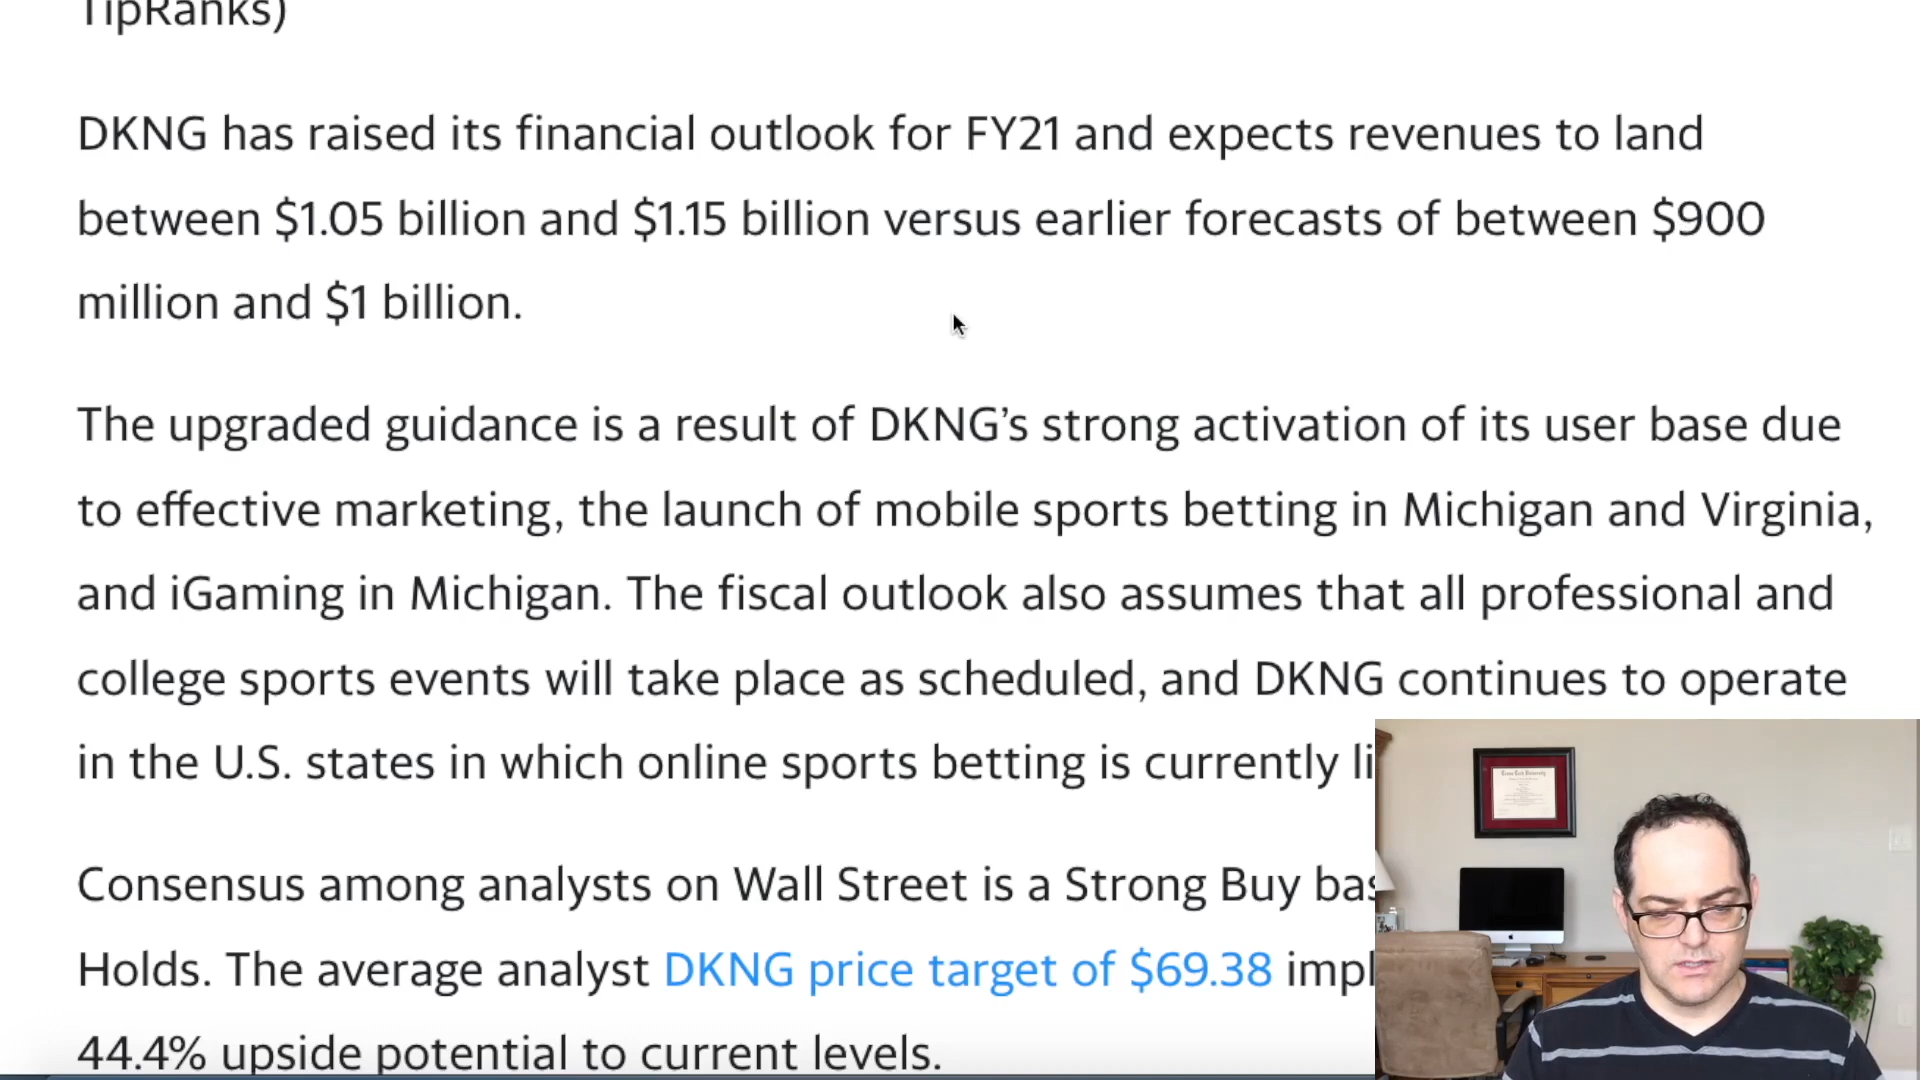 TipRanks)
DKNG has raised its financial outlook for FY21 and expects revenues to land
between $1.05 billion and $1.15 billion versus earlier forecasts of between $900
million and $1 billion.
The upgraded guidance is a result of DKNG’s strong activation of its user base due
to effective marketing, the launch of mobile sports betting in Michigan and Virginia,
and iGaming in Michigan. The fiscal outlook also assumes that all professional and
college sports events will take place as scheduled, and DKNG continues to operate
in the U.S. states in which online sports betting is currently li
Consensus among analysts on Wall Street is a Strong Buy bas
Holds. The average analyst DKNG price target of $69.38 impl
44.4% upside potential to current levels.
Texas Tech University